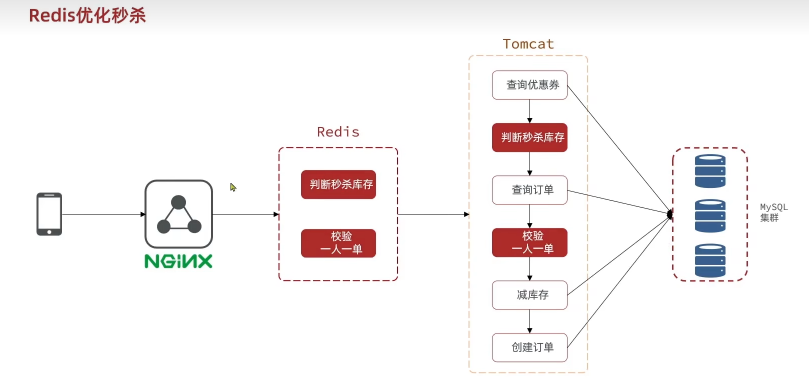 Redis优化秒杀
Tomcat
查询优惠券
Redis
判断秒杀库存
判断秒杀库存
查询订单
MySQL
集群
校验
一人一单
校验
一人一单
NGiNX
减库存
创建订单